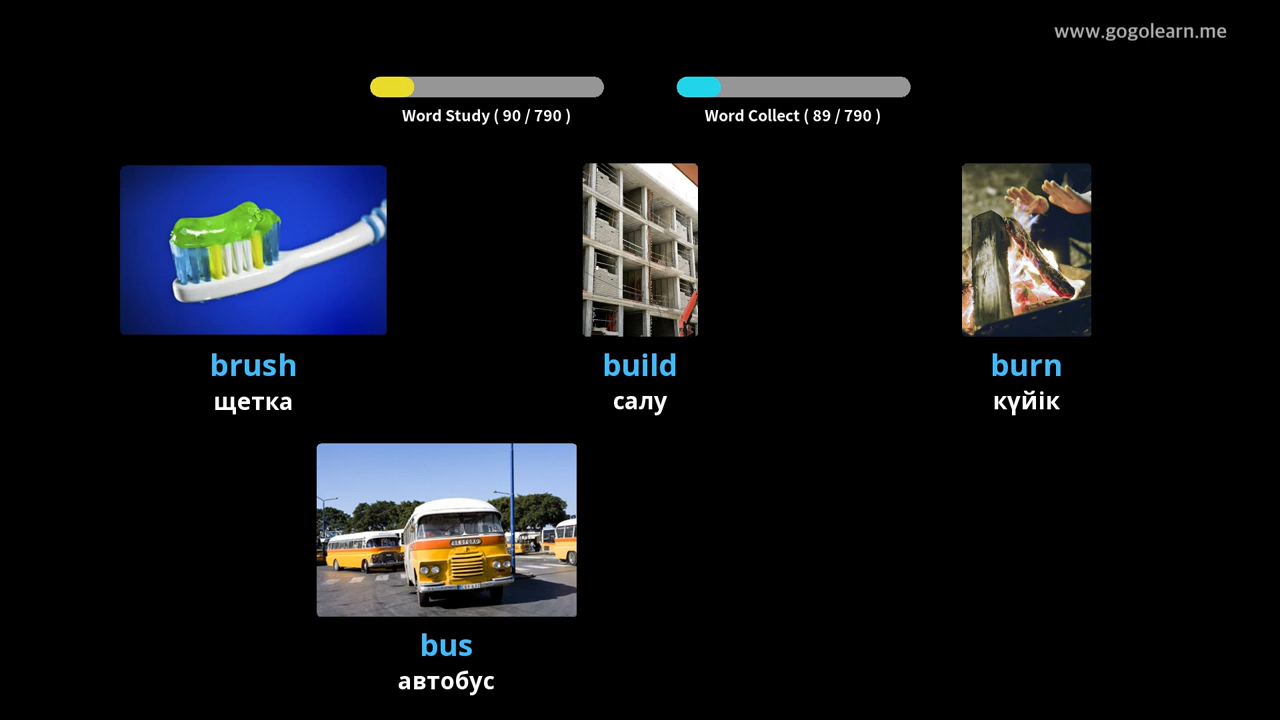 www.gogolearn.me
Word Study ( 90 / 790 )
Word Collect ( 89 / 790 )
brush
щетка
build
салу
burn
күйік
BEDFORD
bus
автобус